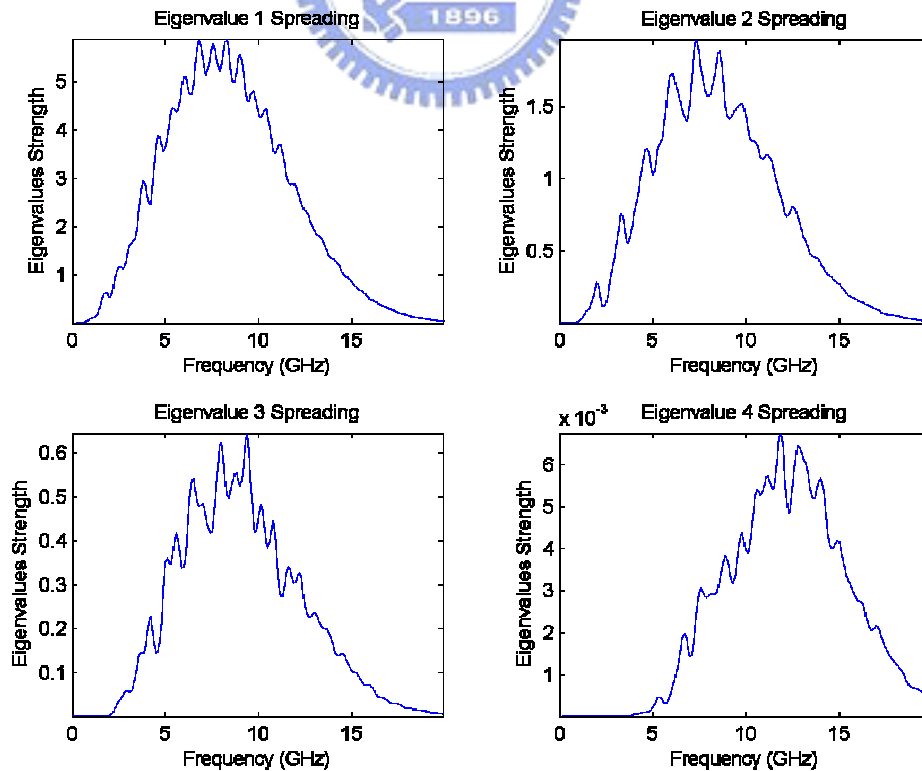 1896
Eigenvalue 1 Spreading
Eigenvalues Strength
5
4
3
2
1
0 5 10 15
Frequency (GHz)
Eigenvalue 2 Spreading
Eigenvalues Strength
1.5
1
0.5
0 5 10 15
Frequency (GHz)
Eigenvalue 3 Spreading
Eigenvalues Strength
0.6
0.5
0.4
0.3
0.2
0.1
0 5 10 15
Frequency (GHz)
x 10⁻³ Eigenvalue 4 Spreading
Eigenvalues Strength
6
5
4
3
2
1
0 5 10 15
Frequency (GHz)